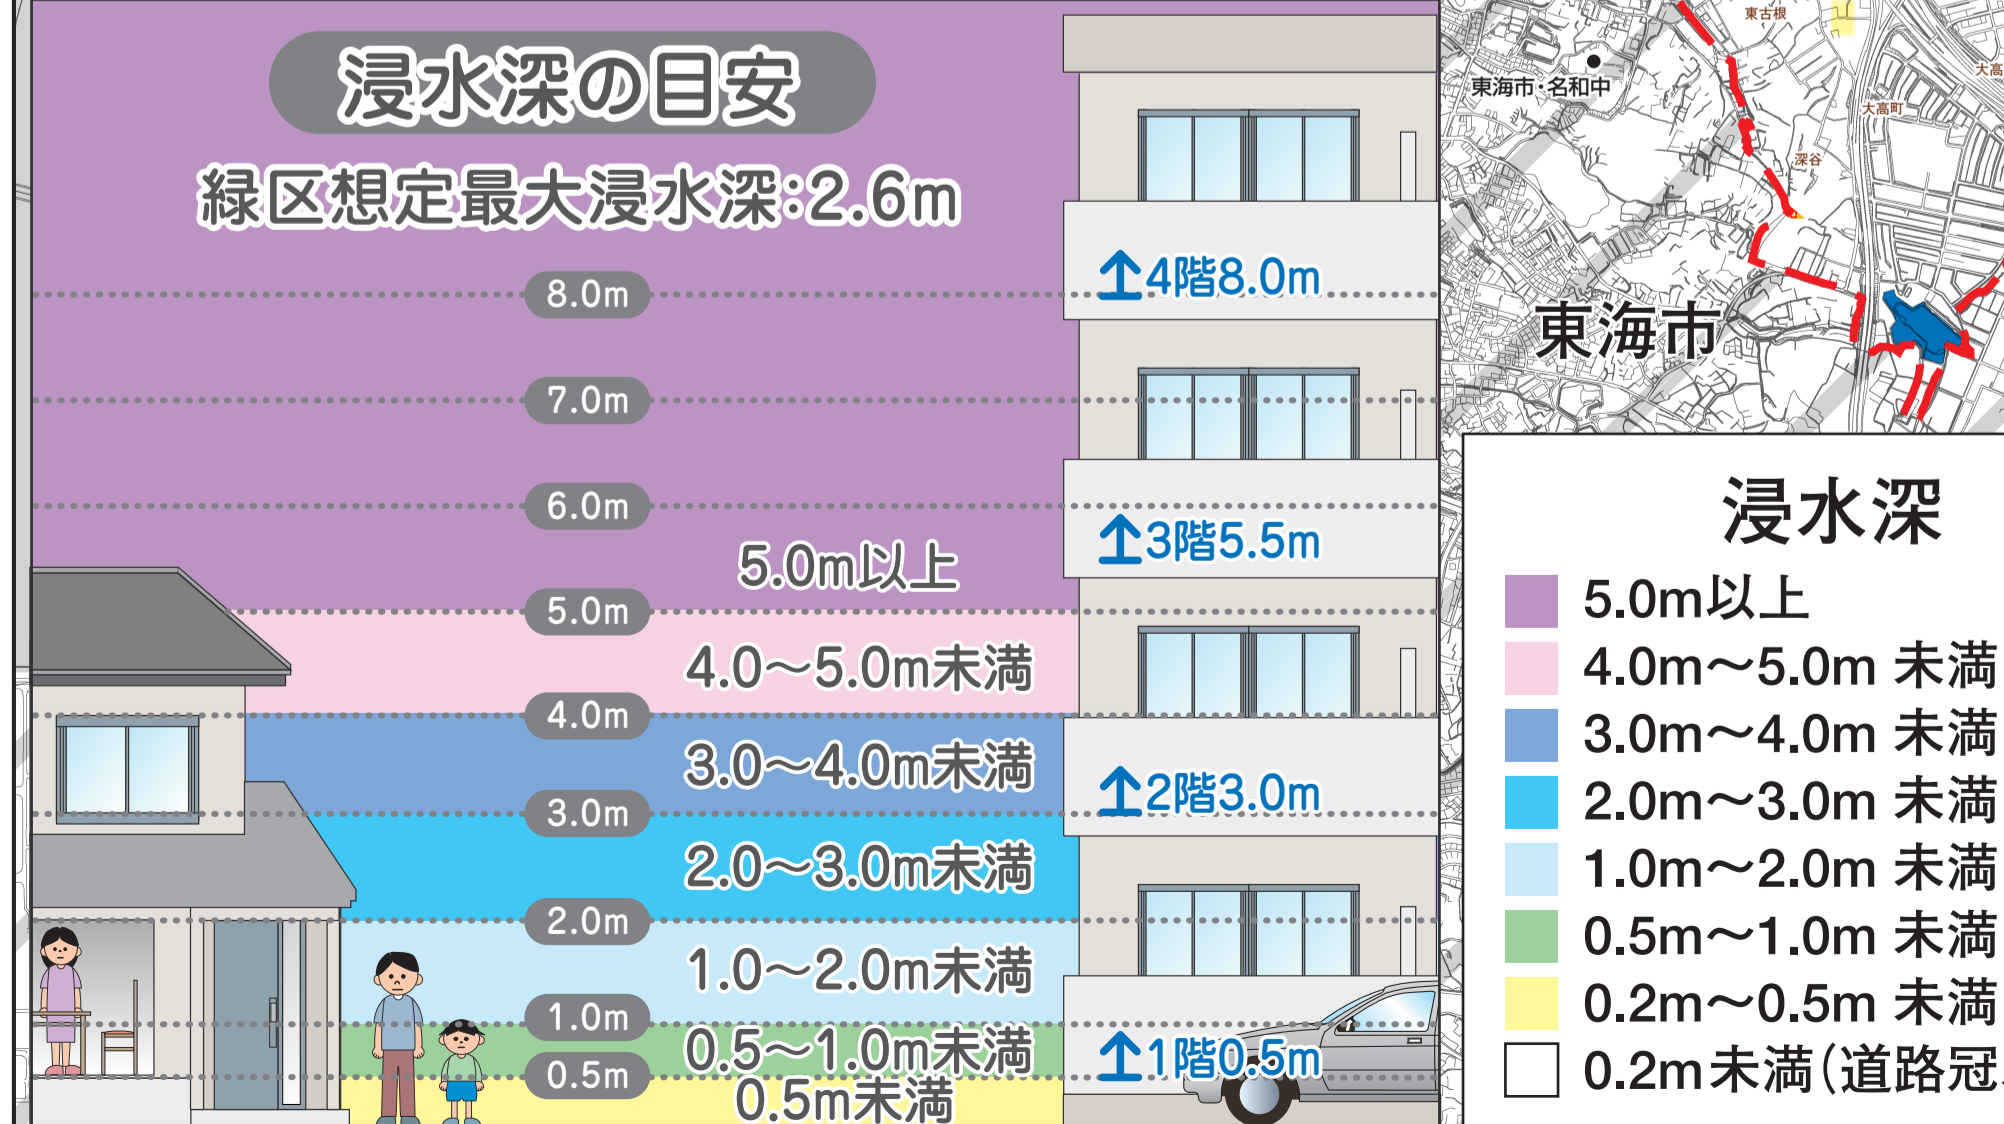 浸水深の目安
緑区想定最大浸水深:2.6m
8.0m
7.0m
6.0m
5.0m以上
5.0m
4.0〜5.0m未満
4.0m
3.0〜4.0m未満
3.0m
2.0〜3.0m未満
2.0m
1.0〜2.0m未満
1.0m
0.5〜1.0m未満
0.5m
0.5m未満
↑4階8.0m
↑3階5.5m
↑2階3.0m
↑1階0.5m
東古根
東海市・名和中
大高
大高町
深谷
東海市
浸水深
5.0m以上
4.0m〜5.0m 未満
3.0m〜4.0m 未満
2.0m〜3.0m 未満
1.0m〜2.0m 未満
0.5m〜1.0m 未満
0.2m〜0.5m 未満
0.2m未満(道路冠